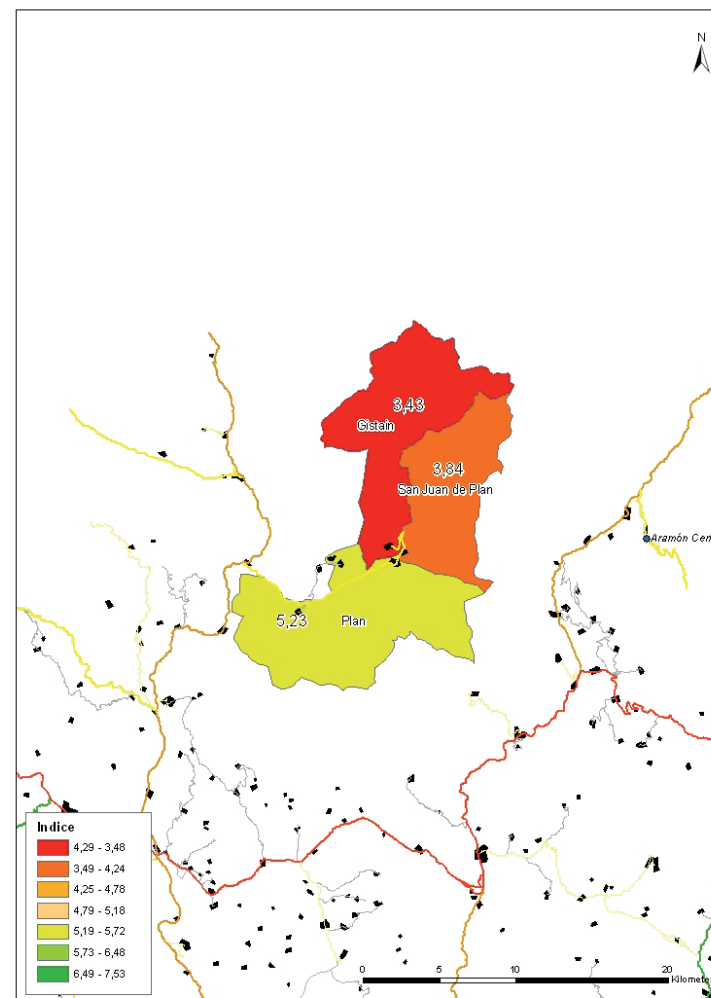 N
3,43
Gistaín
3,84
San Juan de Plan
Aramón Cer
5,23
Plan
Indice
4,29 - 3,48
3,49 - 4,24
4,25 - 4,78
4,79 - 5,18
5,19 - 5,72
5,73 - 6,48
6,49 - 7,53
0 5 10 20
Kilomete